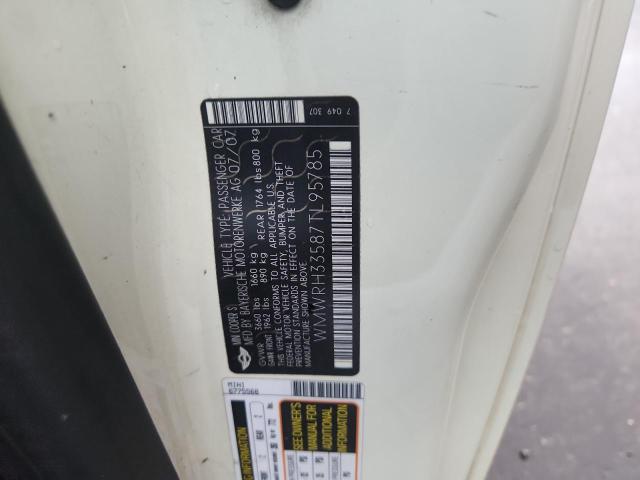 MINI COOPER S
MFD BY BAYERISCHE MOTORENWERKE AG 07/07
VEHICLE TYPE: PASSENGER CAR
GVWR 3660 lbs 1660 kg
GAWR FRONT 1962 lbs 890 kg REAR 1764 lbs 800 kg
THIS VEHICLE CONFORMS TO ALL APPLICABLE U.S.
FEDERAL MOTOR VEHICLE SAFETY, BUMPER, AND THEFT
PREVENTION STANDARDS IN EFFECT ON THE DATE OF
MANUFACTURE SHOWN ABOVE.
WMWRH33587TL95785
7 049 307
MINI
6775566
SEE OWNER'S
MANUAL FOR
ADDITIONAL
INFORMATION
INFORMATION
REAR